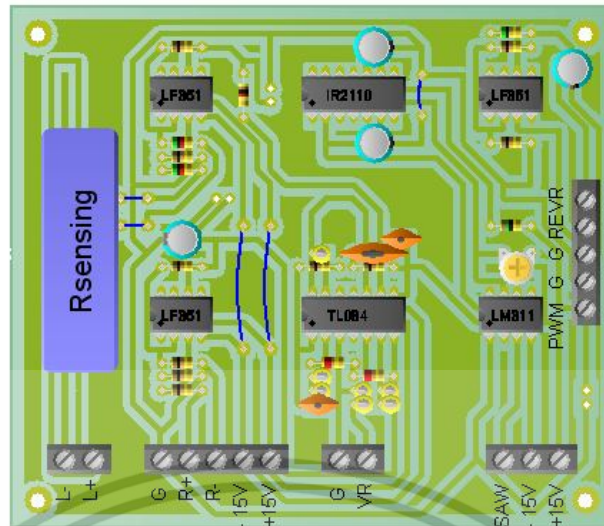 LF351
IR2110
LF351
Rsensing
REVR
G
G
PWM
LF351
TL084
LM311
L-
L+
G
R+
R-
-15V
+15V
G
VR
SAW
-15V
+15V